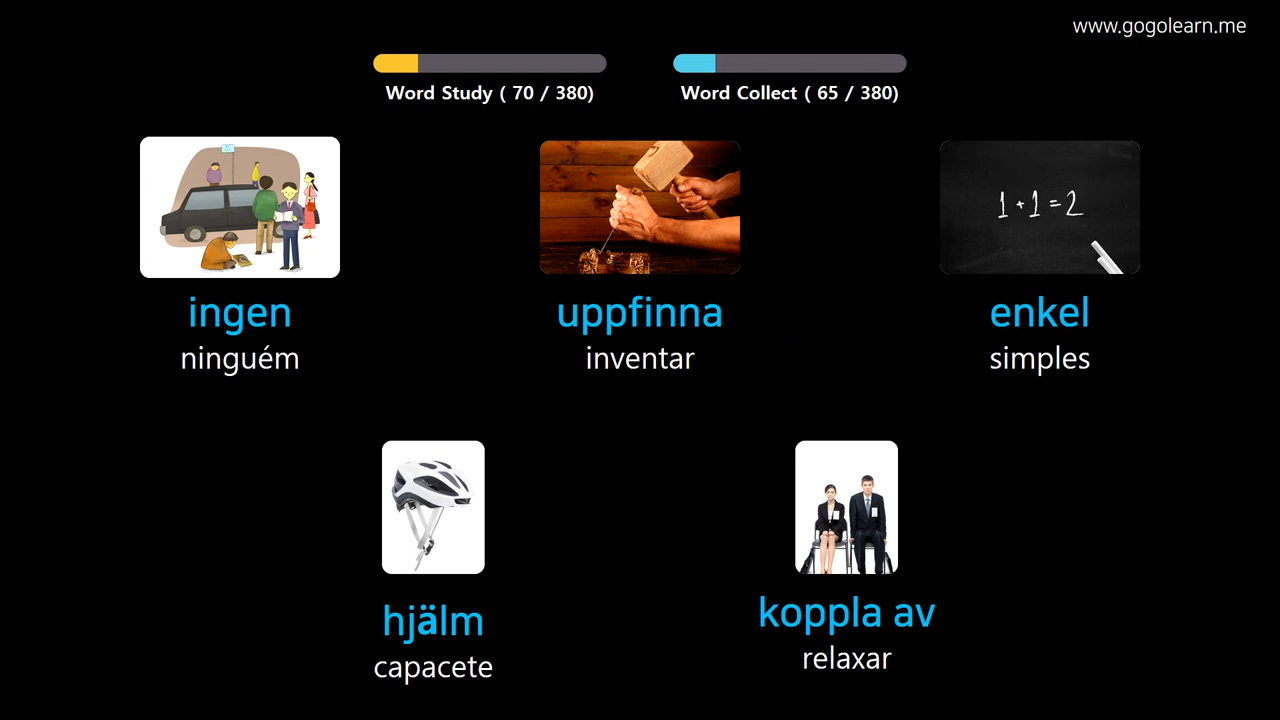 www.gogolearn.me
Word Study ( 70 / 380)
Word Collect ( 65 / 380)
1 + 1 = 2
ingen
uppfinna
enkel
ninguém
inventar
simples
hjälm
koppla av
capacete
relaxar